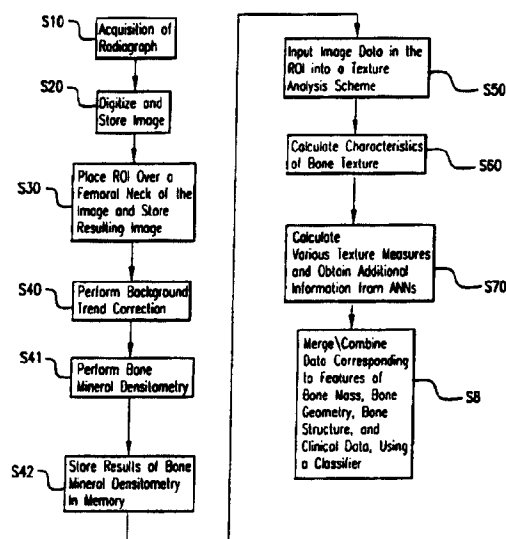 S10
Acquisition of
Radiagraph
S20
Digitize and
Store Image
S30
Place ROI Over a
Femoral Neck of the
Image and Store
Resulting Image
S40
Perform Background
Trend Correction
S41
Perform Bone
Mineral Densitometry
S42
Store Results of Bone
Mineral Densitometry
In Memory
Input Image Data in the
ROI into a Texture
Analysis Scheme
S50
Calculate Characteristics
of Bone Texture
S60
Calculate
Various Texture Measures
and Obtain Additional
Information from ANNs
S70
Merge\Combine
Data Corresponding
to Features of
Bone Mass, Bone
Geometry, Bone
Structure, and
Clinical Data, Using
a Classifier
S8